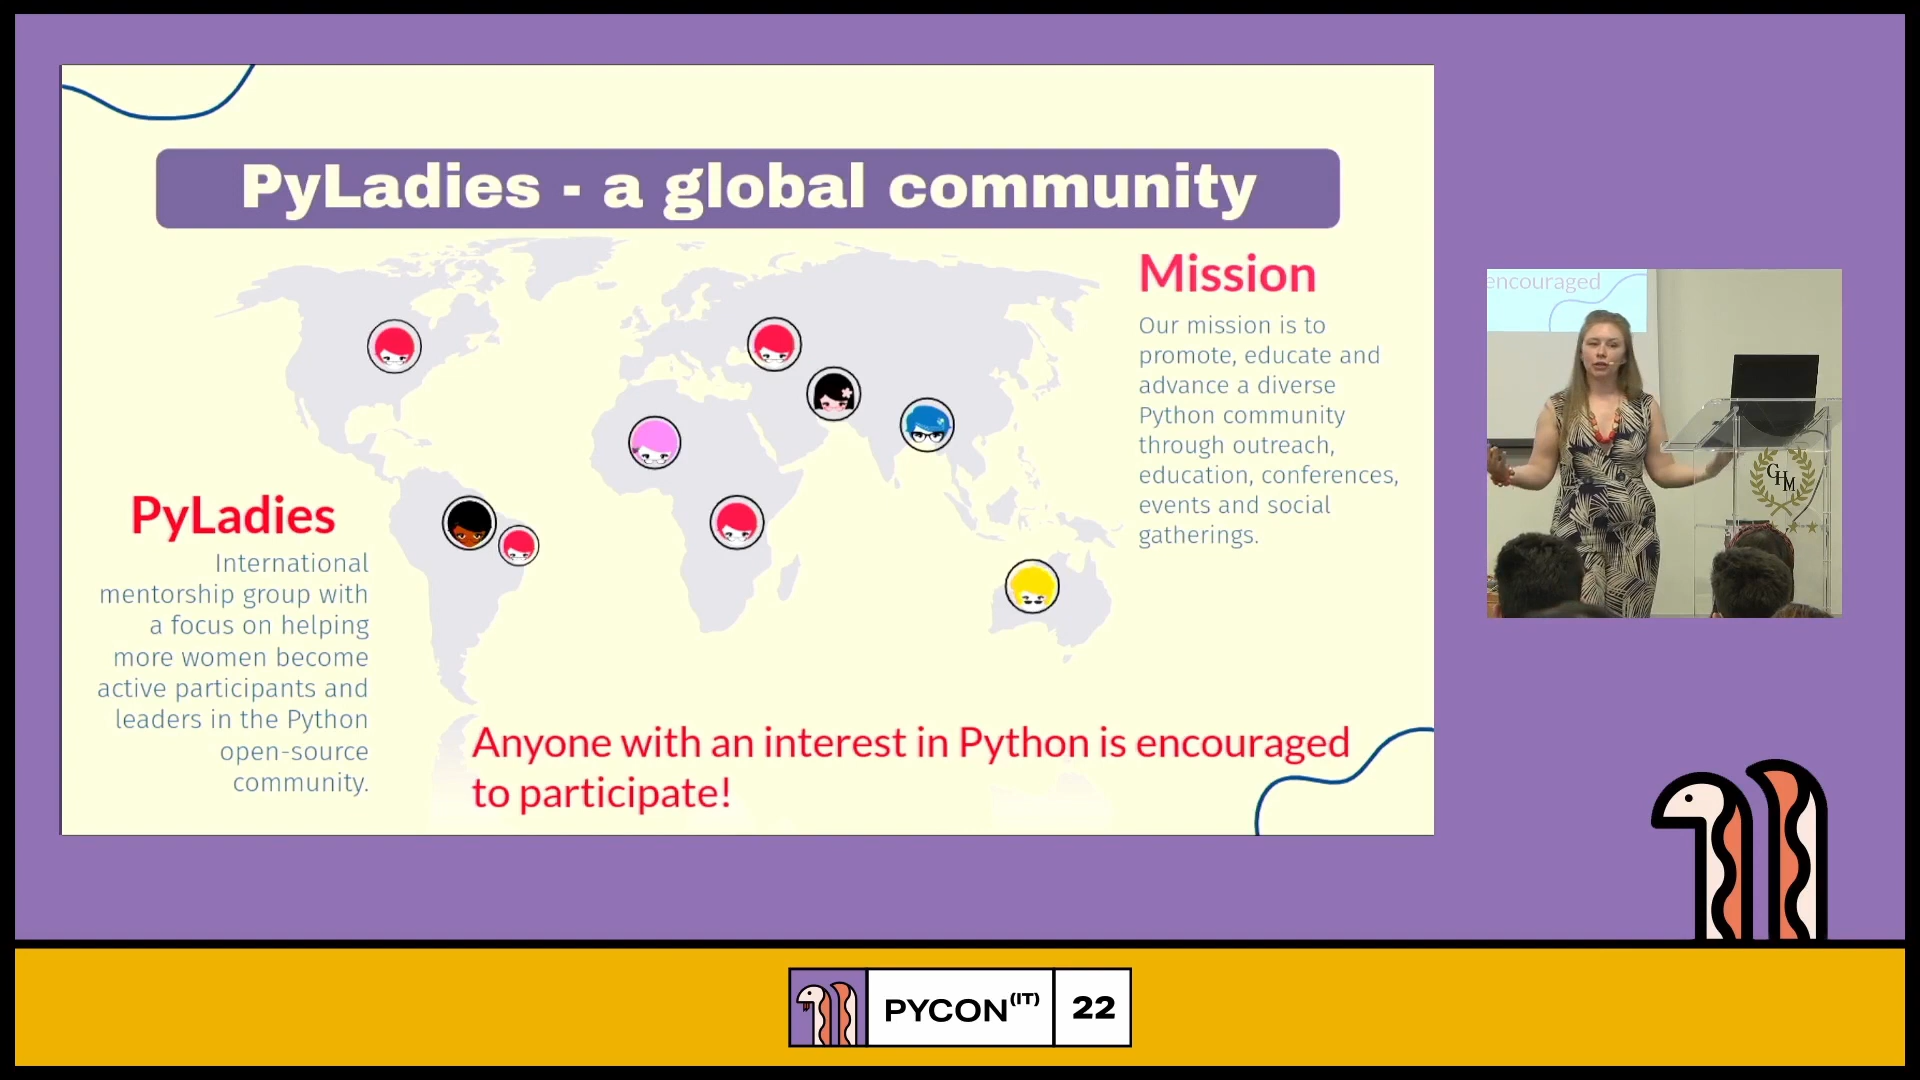 PyLadies - a global community
Mission
Our mission is to
promote, educate and
advance a diverse
Python community
through outreach,
education, conferences,
events and social
gatherings.
PyLadies
International
mentorship group with
a focus on helping
more women become
active participants and
leaders in the Python
open-source
community.
Anyone with an interest in Python is encouraged
to participate!
encouraged
GHM
PYCON(IT) 22